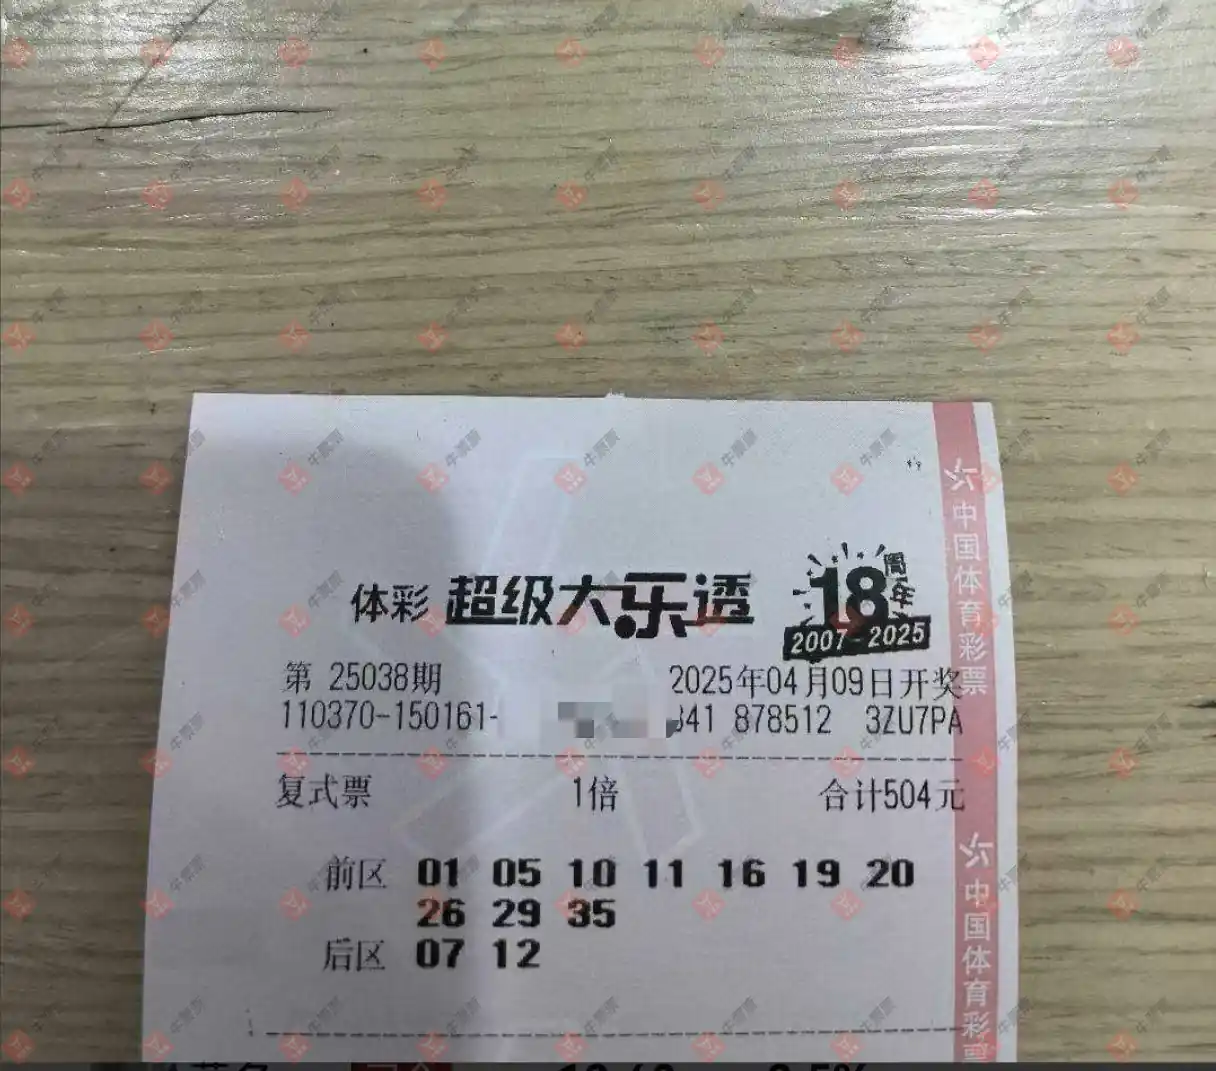 体彩 超级大乐透 18周年
2007-2025
第 25038期 2025年04月09日开奖
110370-150161- 341 878512 3ZU7PA
复式票 1倍 合计504元
前区 01 05 10 11 16 19 20
26 29 35
后区 07 12
中国体育彩票
中国体育彩票
牛票票